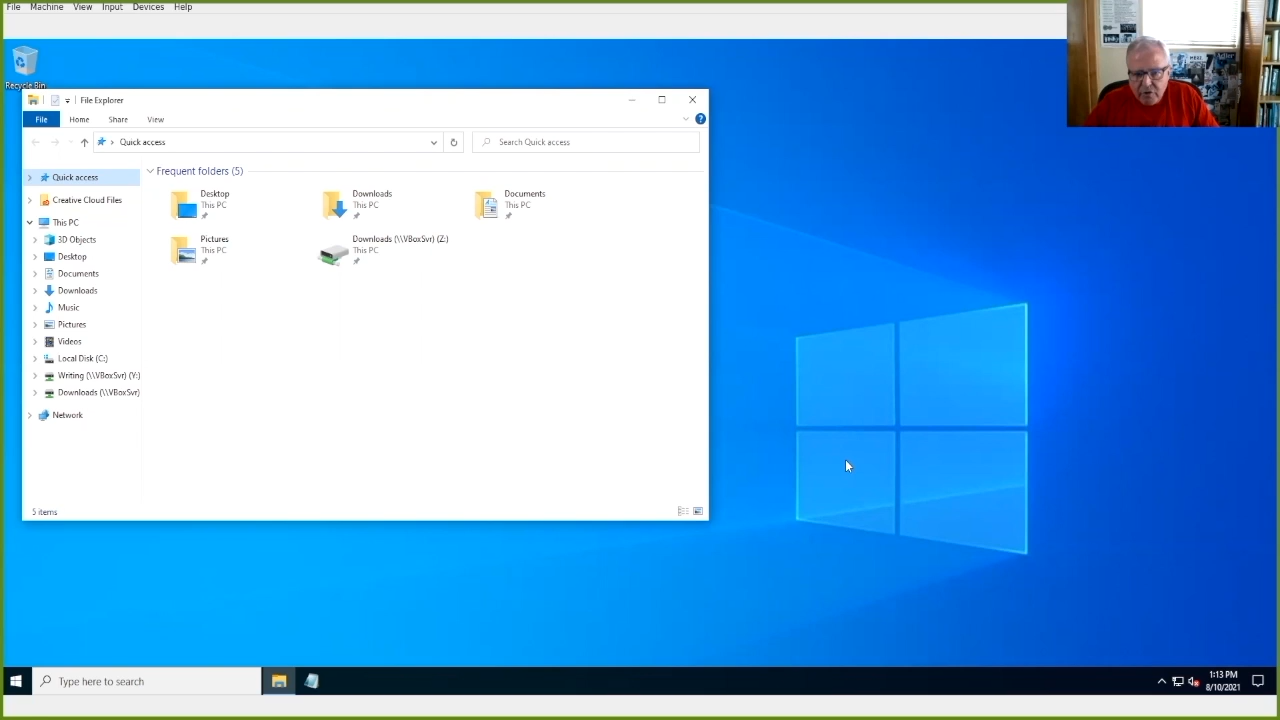 File Machine View Input Devices Help
Recycle Bin
File Explorer
File Home Share View
Quick access
Search Quick access
Quick access
Creative Cloud Files
This PC
3D Objects
Desktop
Documents
Downloads
Music
Pictures
Videos
Local Disk (C:)
Writing (\\VBoxSvr) (Y:)
Downloads (\\VBoxSvr)
Network
Frequent folders (5)
Desktop
This PC
Downloads
This PC
Documents
This PC
Pictures
This PC
Downloads (\\VBoxSvr) (Z:)
This PC
5 items
Type here to search
1:13 PM
8/10/2021
Adler